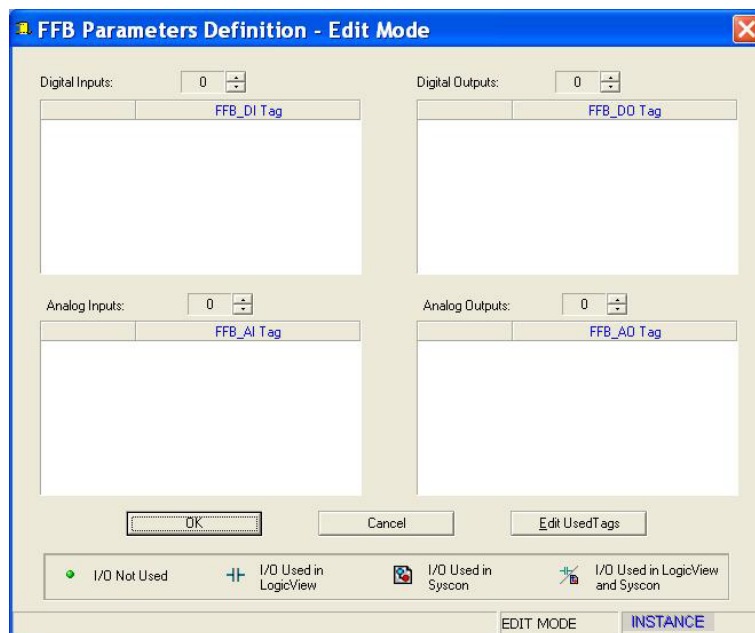 FFB Parameters Definition - Edit Mode
Digital Inputs: 0
Digital Outputs: 0
FFB_DI Tag
FFB_DO Tag
Analog Inputs: 0
Analog Outputs: 0
FFB_AI Tag
FFB_AO Tag
OK
Cancel
Edit UsedTags
I/O Not Used
I/O Used in
LogicView
I/O Used in
Syscon
I/O Used in LogicView
and Syscon
EDIT MODE
INSTANCE